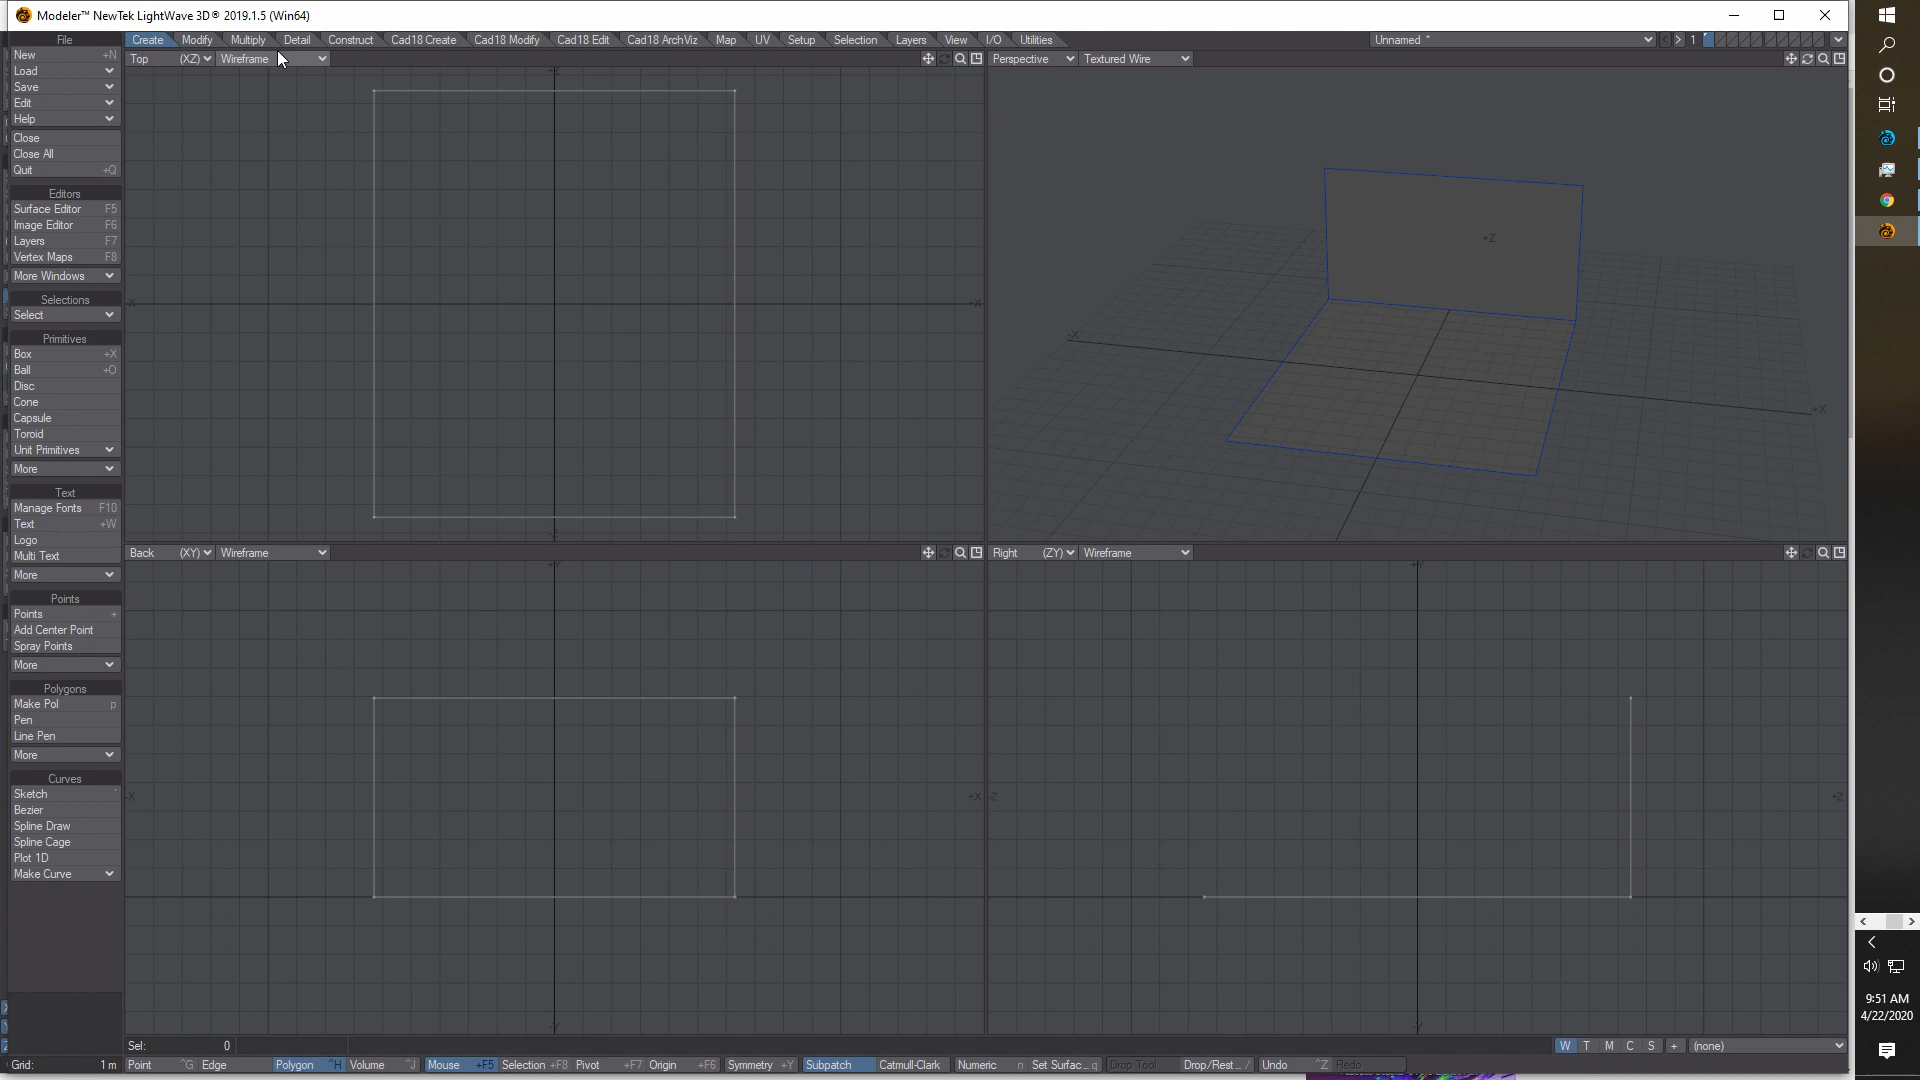 Modeler™ NewTek LightWave 3D® 2019.1.5 (Win64)
File Create Modify Multiply Detail Construct Cad18 Create Cad18 Modify Cad18 Edit Cad18 ArchViz Map UV Setup Selection Layers View I/O Utilities Unnamed * 1
New +N
Load
Save
Edit
Help
Close
Close All
Quit +Q
Editors
Surface Editor F5
Image Editor F6
Layers F7
Vertex Maps F8
More Windows
Selections
Select
Primitives
Box +X
Ball +O
Disc
Cone
Capsule
Toroid
Unit Primitives
More
Text
Manage Fonts F10
Text +W
Logo
Multi Text
More
Points
Points +
Add Center Point
Spray Points
More
Polygons
Make Pol p
Pen
Line Pen
More
Curves
Sketch
Bezier
Spline Draw
Spline Cage
Plot 1D
Make Curve
Top (XZ) Wireframe
-X +X
Perspective Textured Wire
+Z
-X
+X
Back (XY) Wireframe
+Y
-X +X
-Y
Right (ZY) Wireframe
+Y
-Z +Z
-Y
Sel: 0
W T M C S + (none)
Grid: 1 m
Point ^G Edge Polygon ^H Volume ^J Mouse +F5 Selection +F8 Pivot +F7 Origin +F6 Symmetry +Y Subpatch Catmull-Clark Numeric n Set Surfac... q Drop Tool Drop/Rest... / Undo ^Z Redo
9:51 AM
4/22/2020